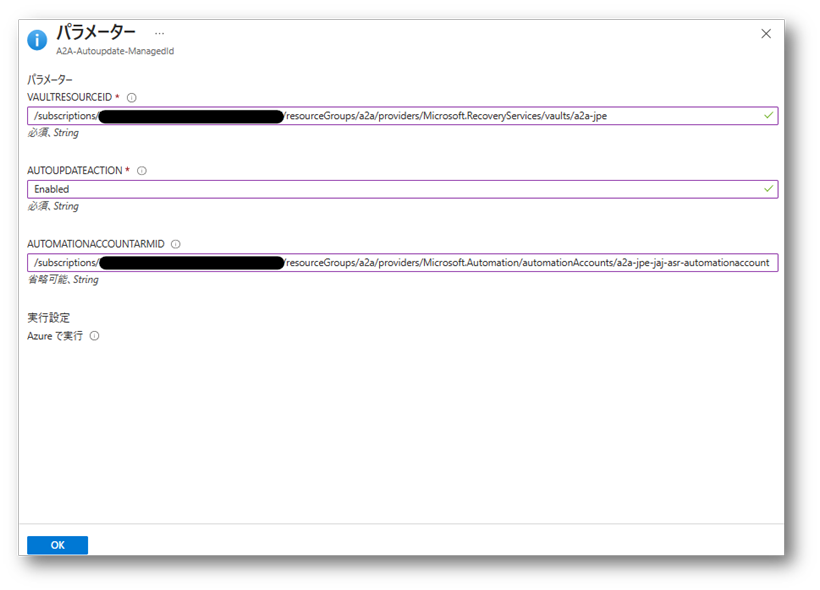 パラメーター ...
A2A-Autoupdate-ManagedId
パラメーター
VAULTRESOURCEID *
/subscriptions/ /resourceGroups/a2a/providers/Microsoft.RecoveryServices/vaults/a2a-jpe
必須、String
AUTOUPDATEACTION *
Enabled
必須、String
AUTOMATIONACCOUNTARMID
/subscriptions/ /resourceGroups/a2a/providers/Microsoft.Automation/automationAccounts/a2a-jpe-jaj-asr-automationaccount
省略可能、String
実行設定
Azure で実行
OK